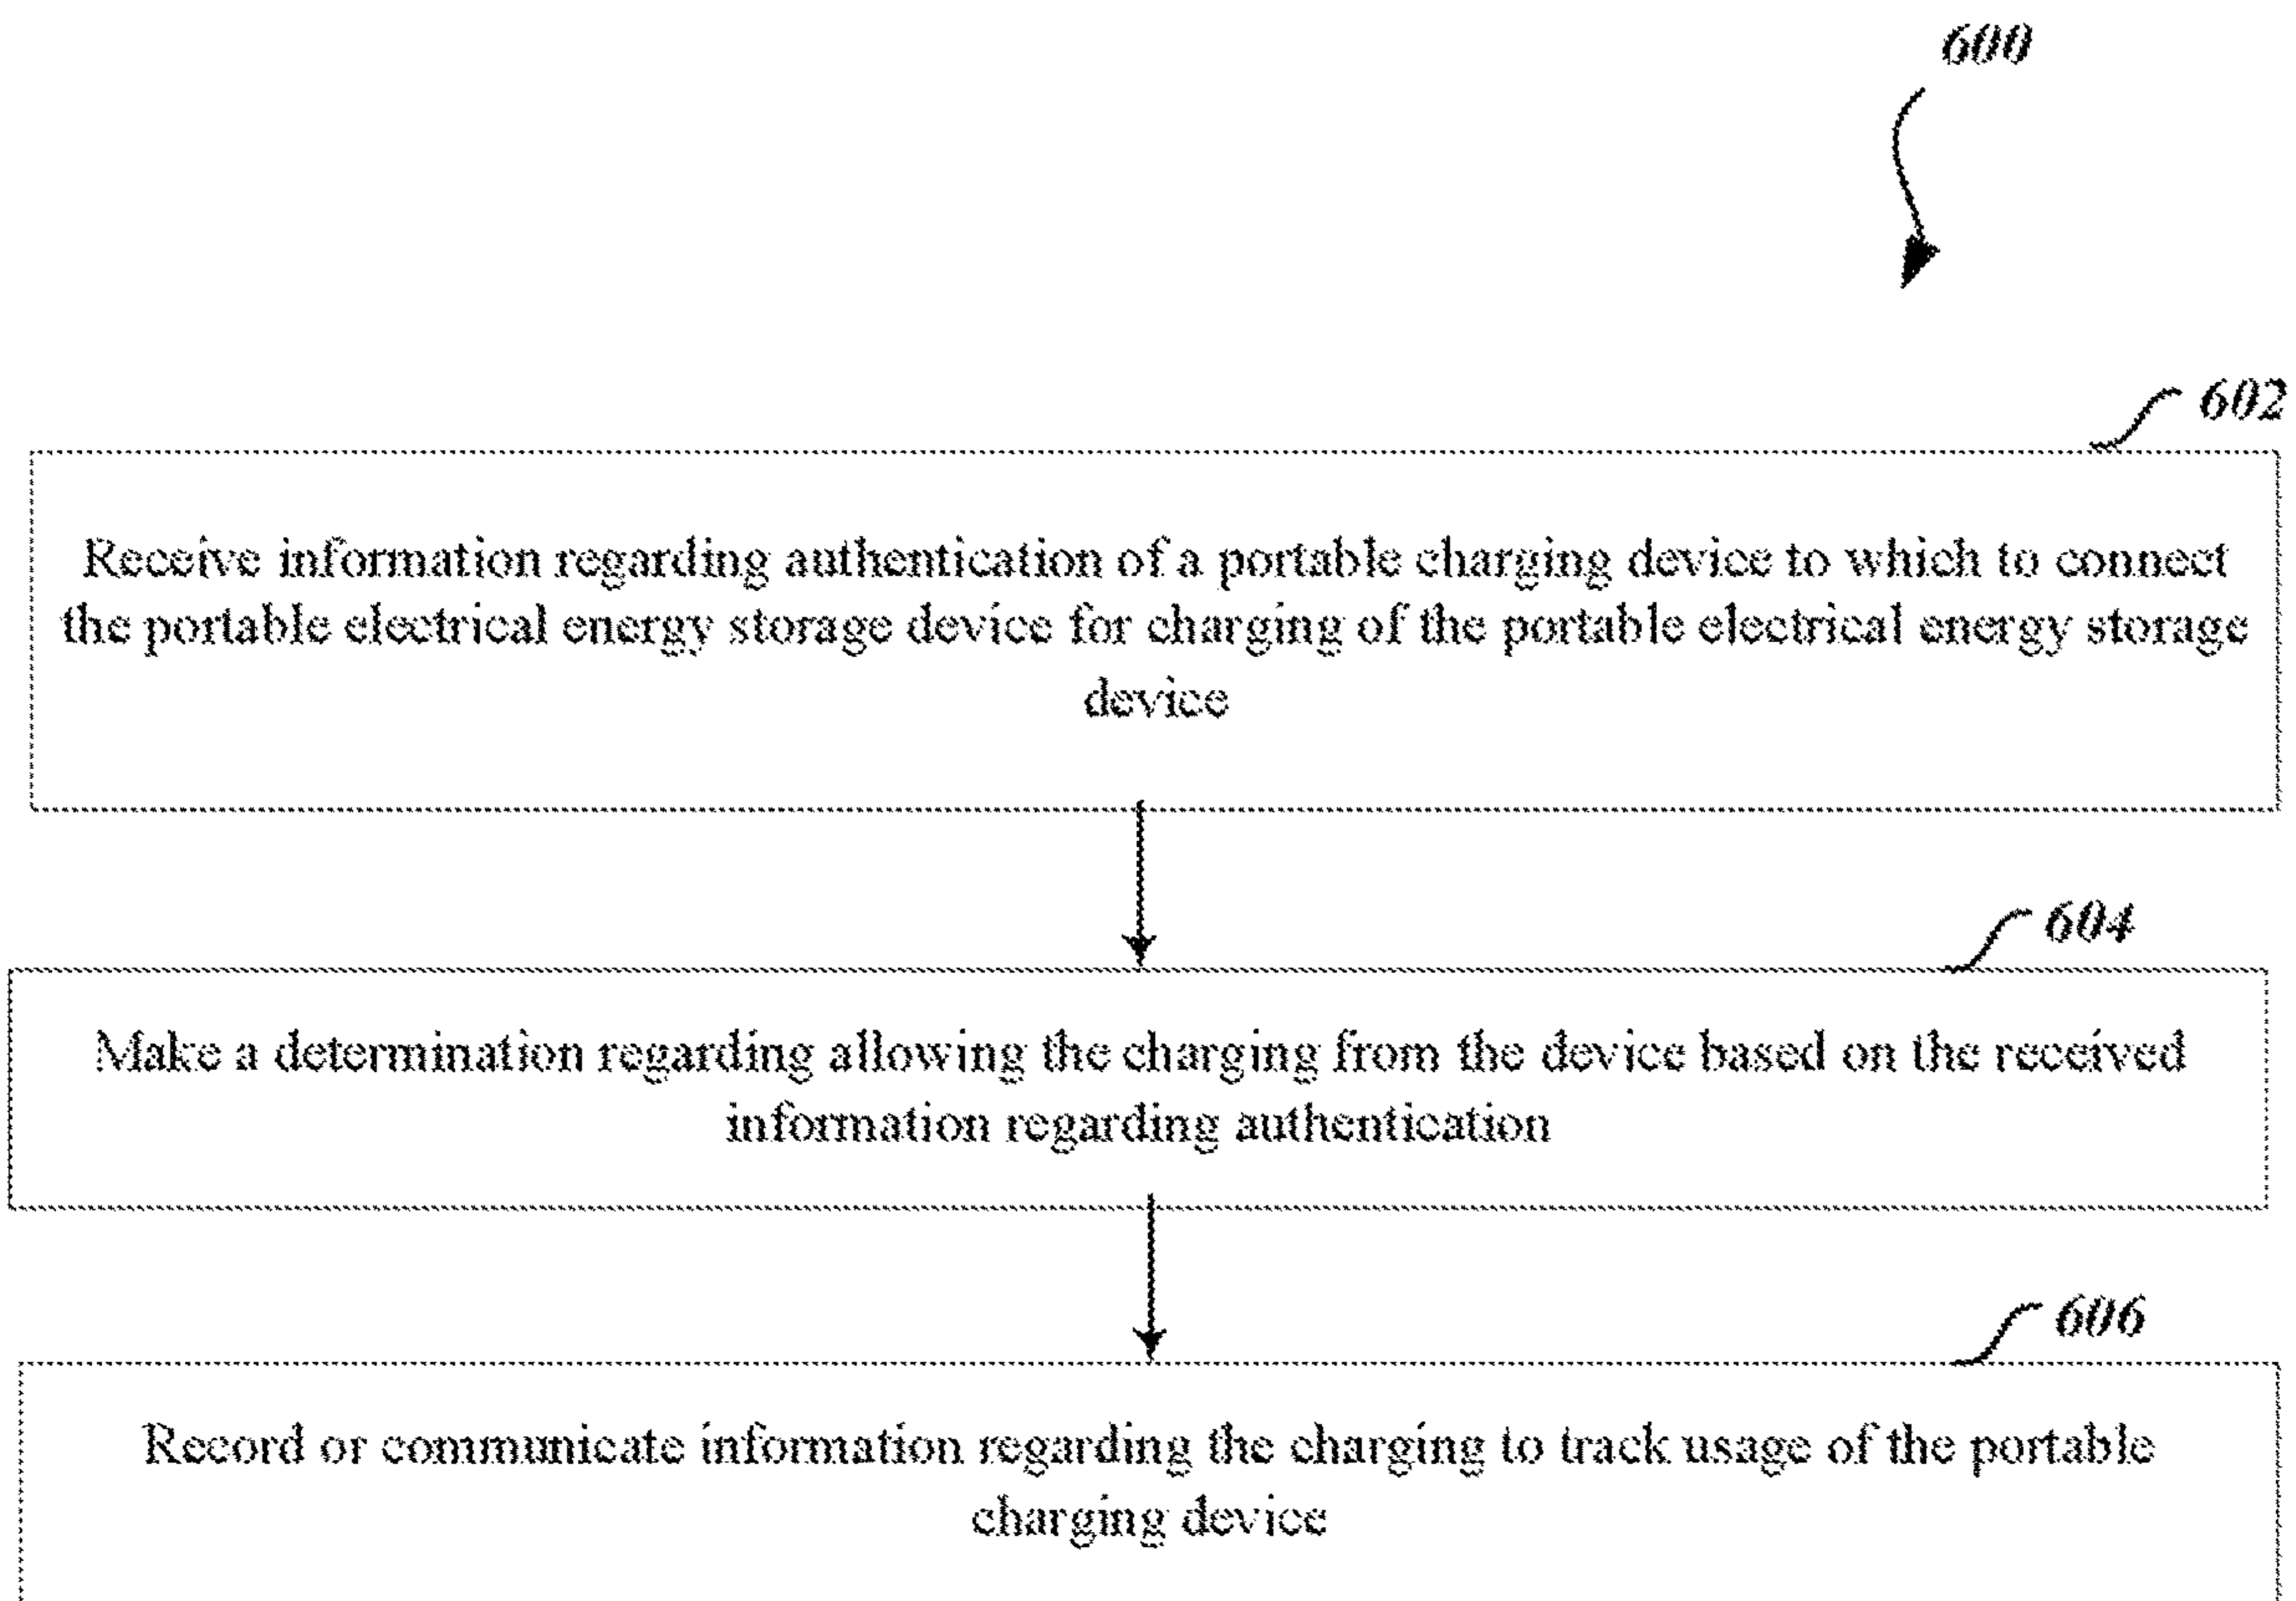 600
602
Receive information regarding authentication of a portable charging device to which to connect
the portable electrical energy storage device for charging of the portable electrical energy storage
device
604
Make a determination regarding allowing the charging from the device based on the received
information regarding authentication
606
Record or communicate information regarding the charging to track usage of the portable
charging device